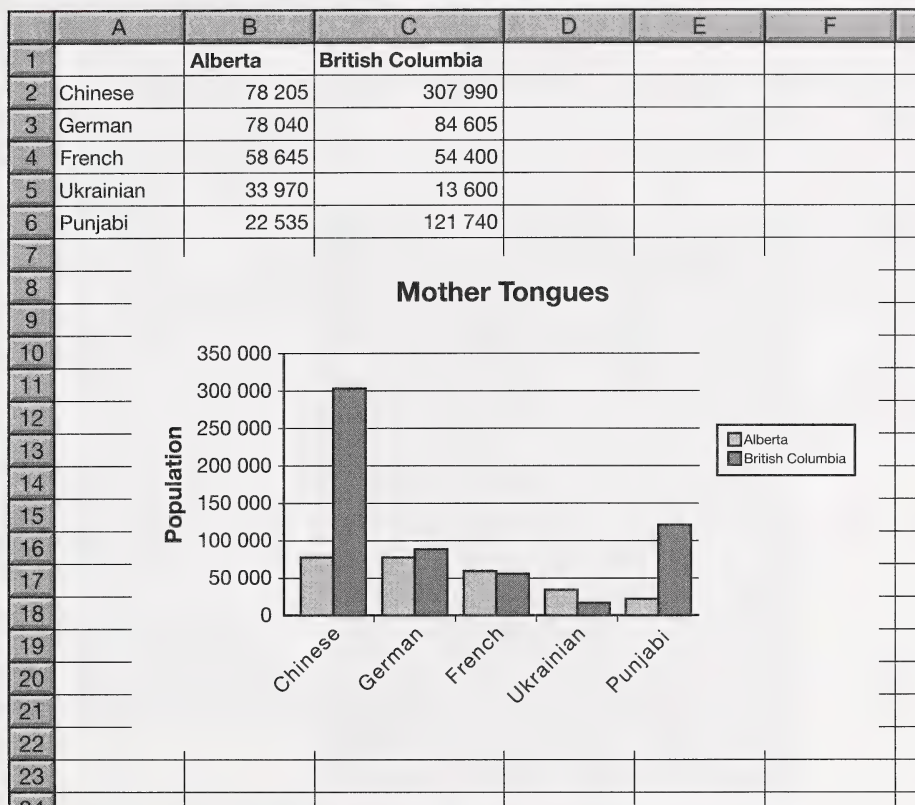 A B C D E F
1 Alberta British Columbia
2 Chinese 78 205 307 990
3 German 78 040 84 605
4 French 58 645 54 400
5 Ukrainian 33 970 13 600
6 Punjabi 22 535 121 740
7
8
9
10
11
12
13
14
15
16
17
18
19
20
21
22
23
24
Mother Tongues
Population
350 000
300 000
250 000
200 000
150 000
100 000
50 000
0
Chinese German French Ukrainian Punjabi
Alberta
British Columbia